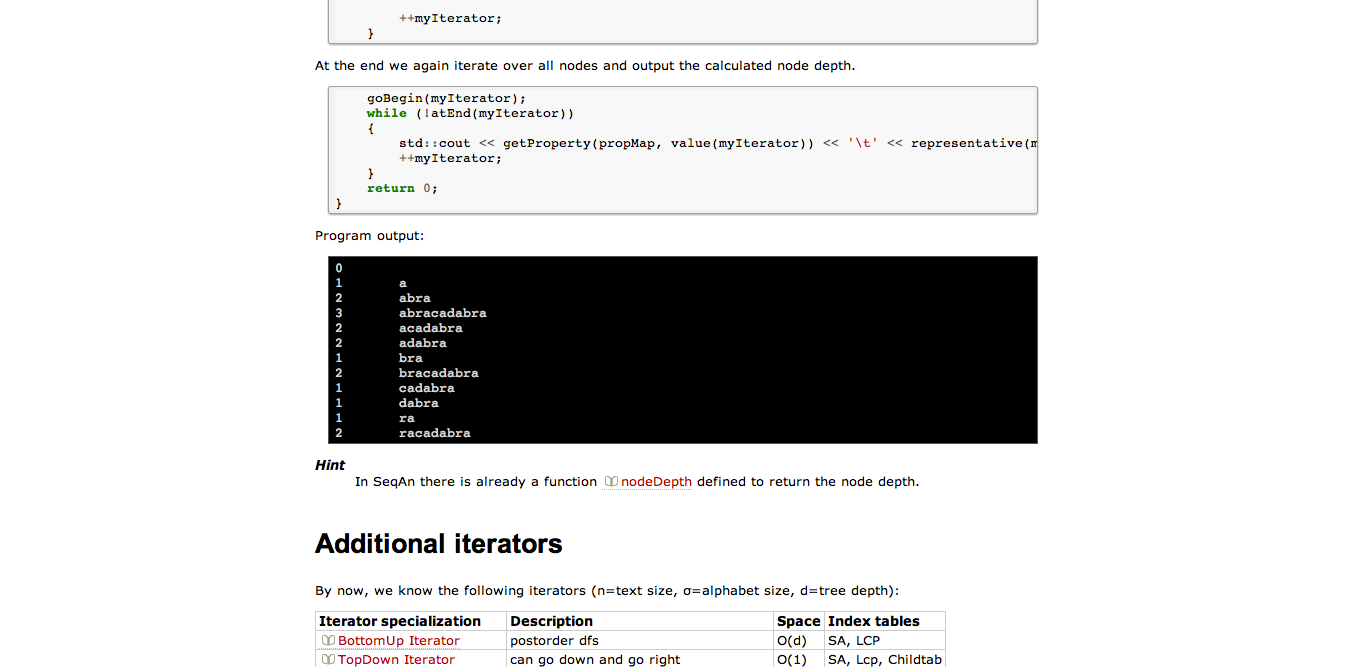 ++myIterator;
}
At the end we again iterate over all nodes and output the calculated node depth.
goBegin(myIterator);
while (!atEnd(myIterator))
{
std::cout << getProperty(propMap, value(myIterator)) << '\t' << representative(m
++myIterator;
}
return 0;
}
Program output:
0
1 a
2 abra
3 abracadabra
2 acadabra
2 adabra
1 bra
2 bracadabra
1 cadabra
1 dabra
1 ra
2 racadabra
Hint
In SeqAn there is already a function nodeDepth defined to return the node depth.
Additional iterators
By now, we know the following iterators (n=text size, σ=alphabet size, d=tree depth):
Iterator specialization Description Space Index tables
BottomUp Iterator postorder dfs O(d) SA, LCP
TopDown Iterator can go down and go right O(1) SA, Lcp, Childtab